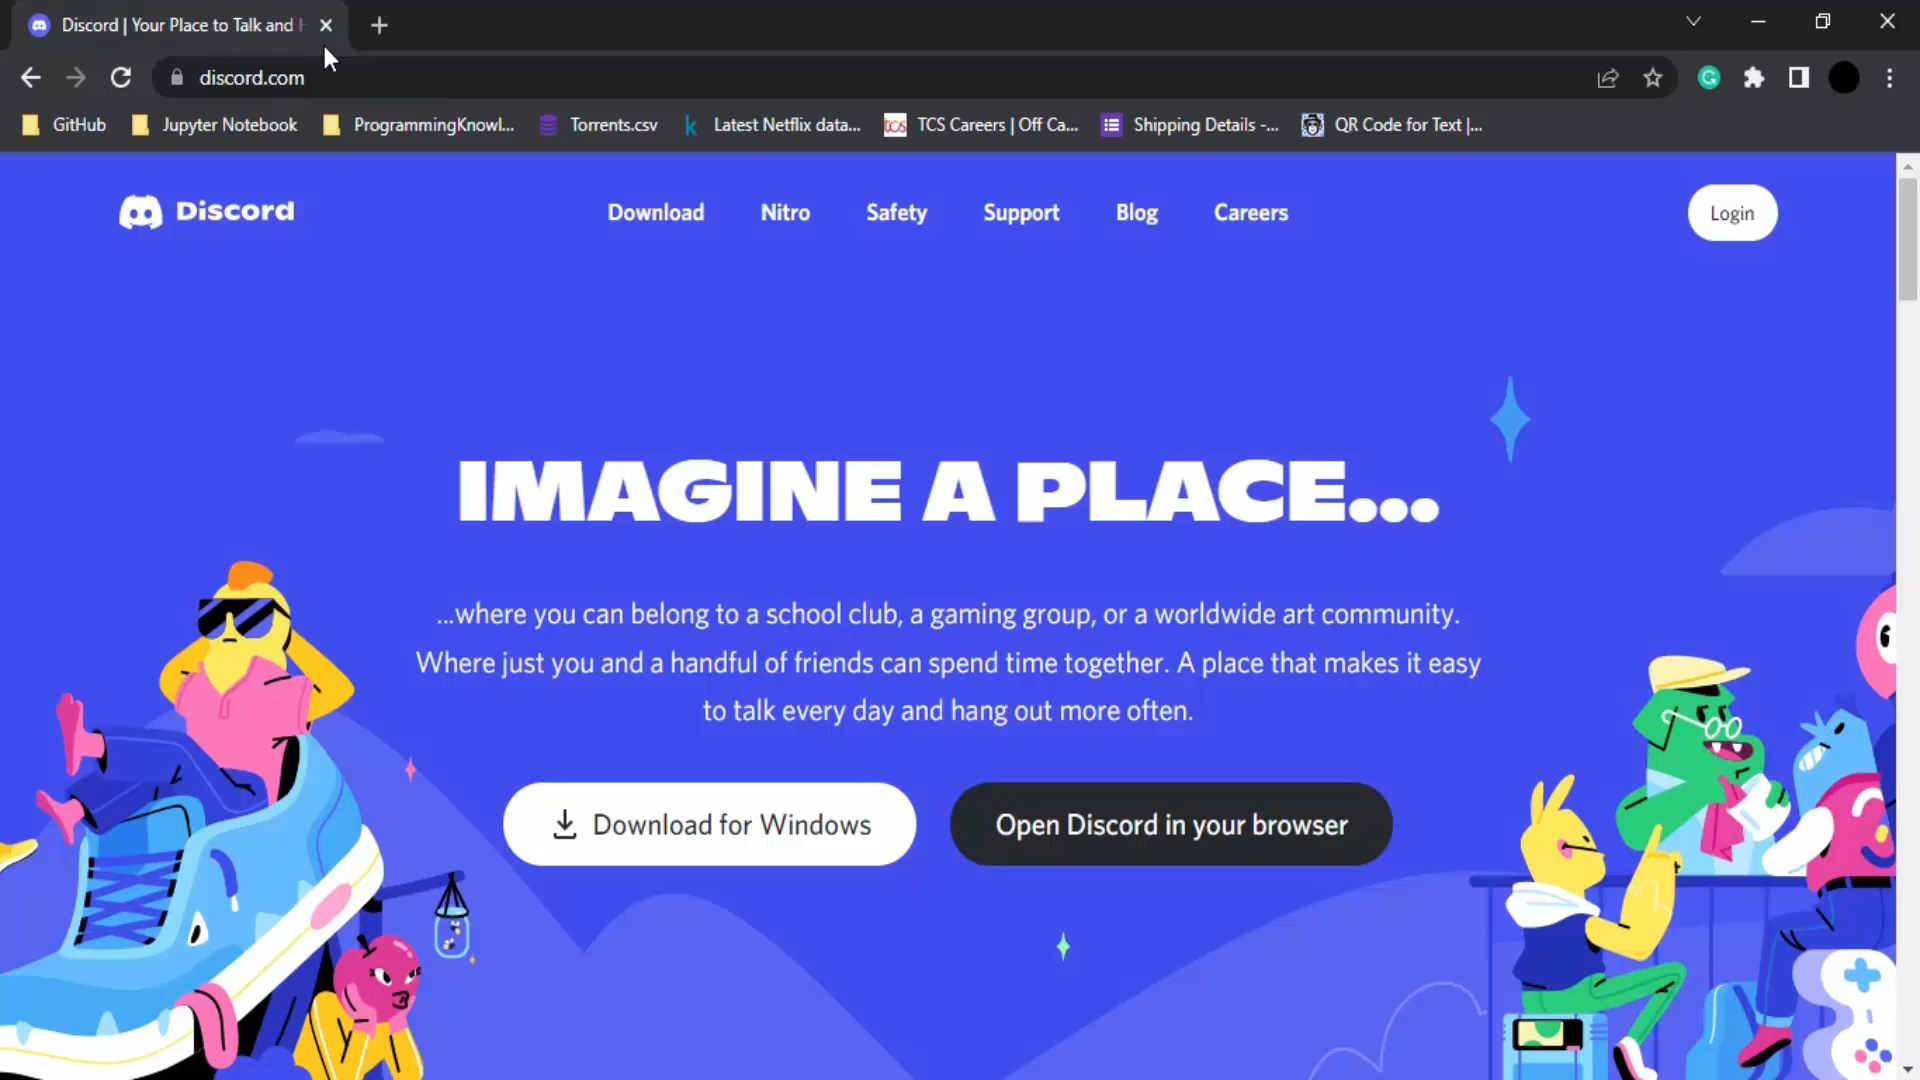 Discord | Your Place to Talk and H
discord.com
GitHub Jupyter Notebook ProgrammingKnowl... Torrents.csv Latest Netflix data... TCS Careers | Off Ca... Shipping Details -... QR Code for Text |...
Discord Download Nitro Safety Support Blog Careers Login
IMAGINE A PLACE...
...where you can belong to a school club, a gaming group, or a worldwide art community.
Where just you and a handful of friends can spend time together. A place that makes it easy
to talk every day and hang out more often.
Download for Windows Open Discord in your browser